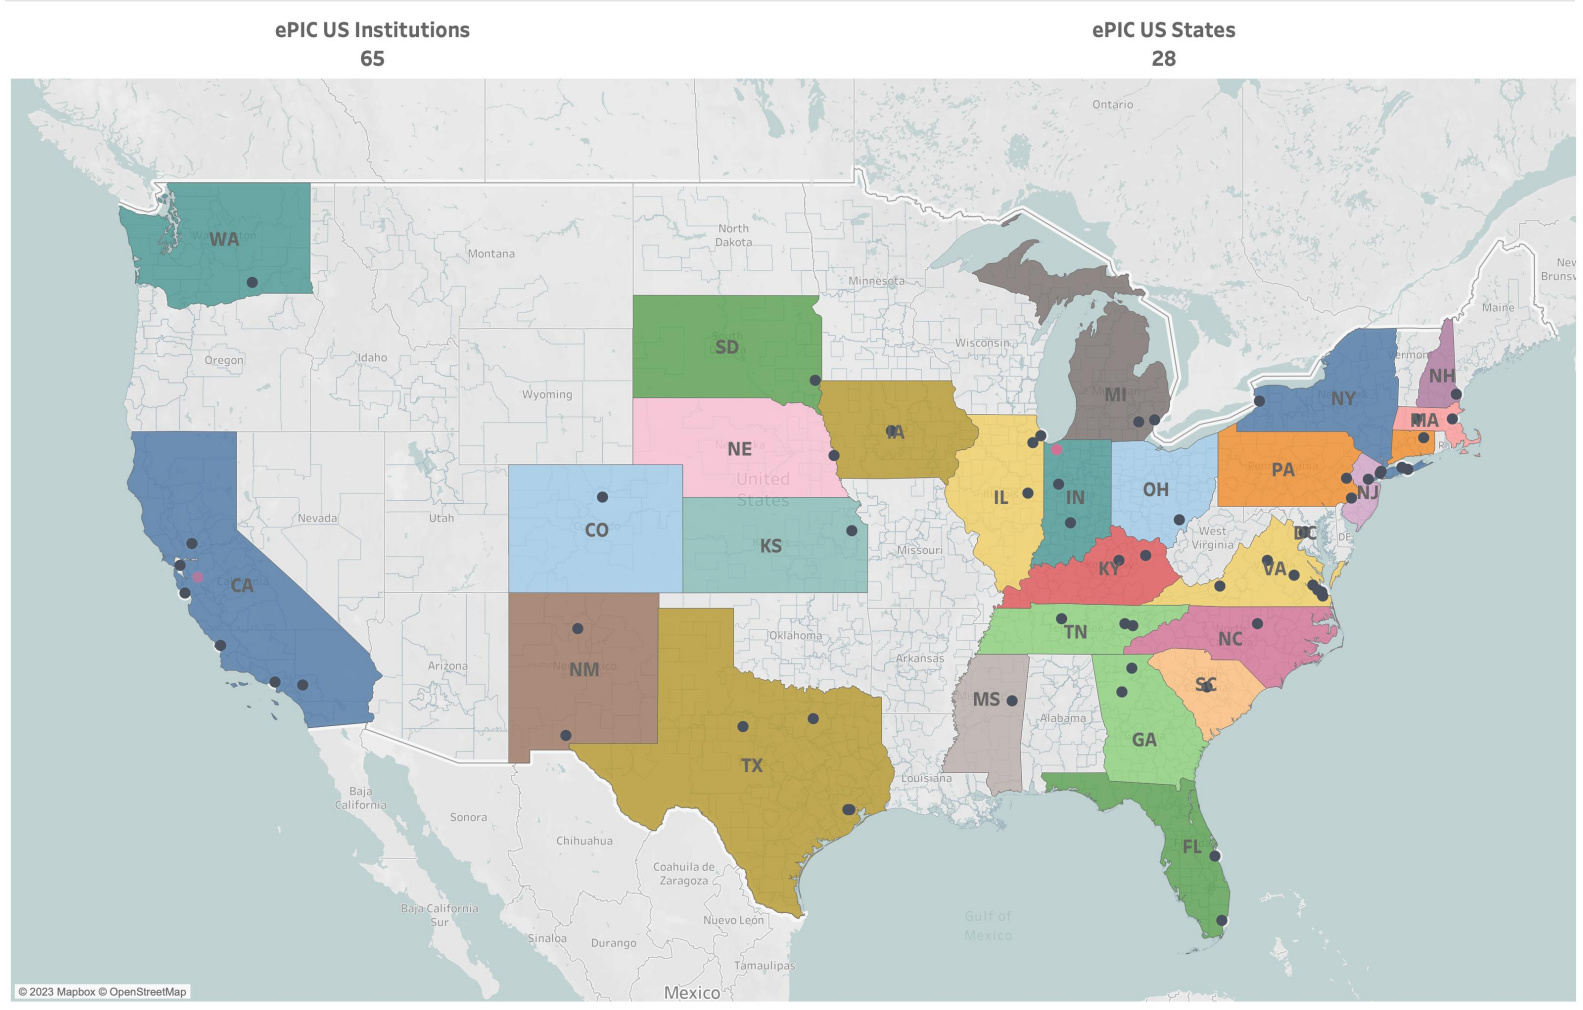 ePIC US Institutions
65
ePIC US States
28
Ontario
WA
North
Dakota
Montana
Minnesota
New
Brunsw
Maine
Oregon
Idaho
Wyoming
SD
Wisconsin
Vermont
NH
MI
NY
MA
NE
IA
United
States
PA
NJ
IL
IN
OH
Nevada
Utah
CO
KS
Missouri
West
Virginia
DC
DE
CA
KY
VA
Oklahoma
TN
NC
Arizona
NM
Arkansas
MS
SC
Alabama
TX
GA
Louisiana
Baja
California
Sonora
Chihuahua
FL
Coahuila de
Zaragoza
Baja California
Sur
Nuevo León
Gulf of
Mexico
Sinaloa
Durango
Tamaulipas
Mexico
© 2023 Mapbox © OpenStreetMap